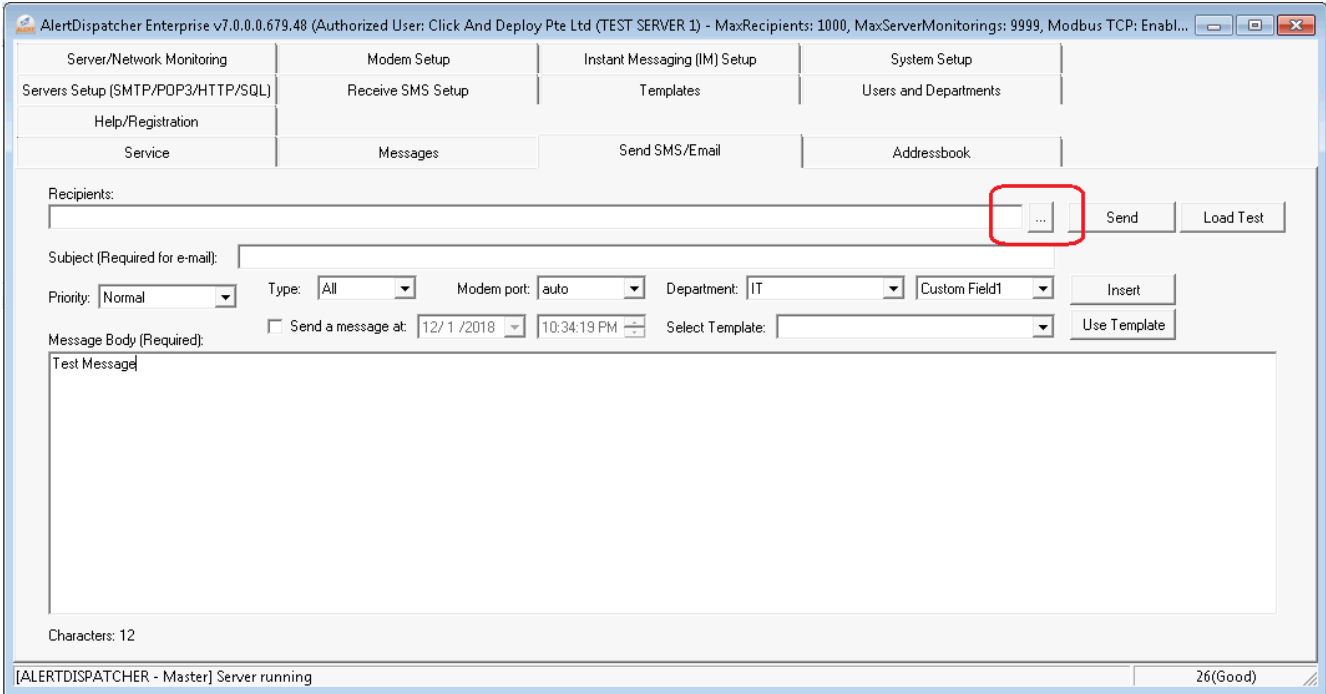 AlertDispatcher Enterprise v7.0.0.0.679.48 (Authorized User: Click And Deploy Pte Ltd (TEST SERVER 1) - MaxRecipients: 1000, MaxServerMonitorings: 9999, Modbus TCP: Enabl...
Server/Network Monitoring Modem Setup Instant Messaging (IM) Setup System Setup
Servers Setup (SMTP/POP3/HTTP/SQL) Receive SMS Setup Templates Users and Departments
Help/Registration
Service Messages Send SMS/Email Addressbook
Recipients:
... Send Load Test
Subject (Required for e-mail):
Priority: Normal Type: All Modem port: auto Department: IT Custom Field1 Insert
Send a message at: 12/ 1 /2018 10:34:19 PM Select Template: Use Template
Message Body (Required):
Test Message
Characters: 12
[ALERTDISPATCHER - Master] Server running 26(Good)